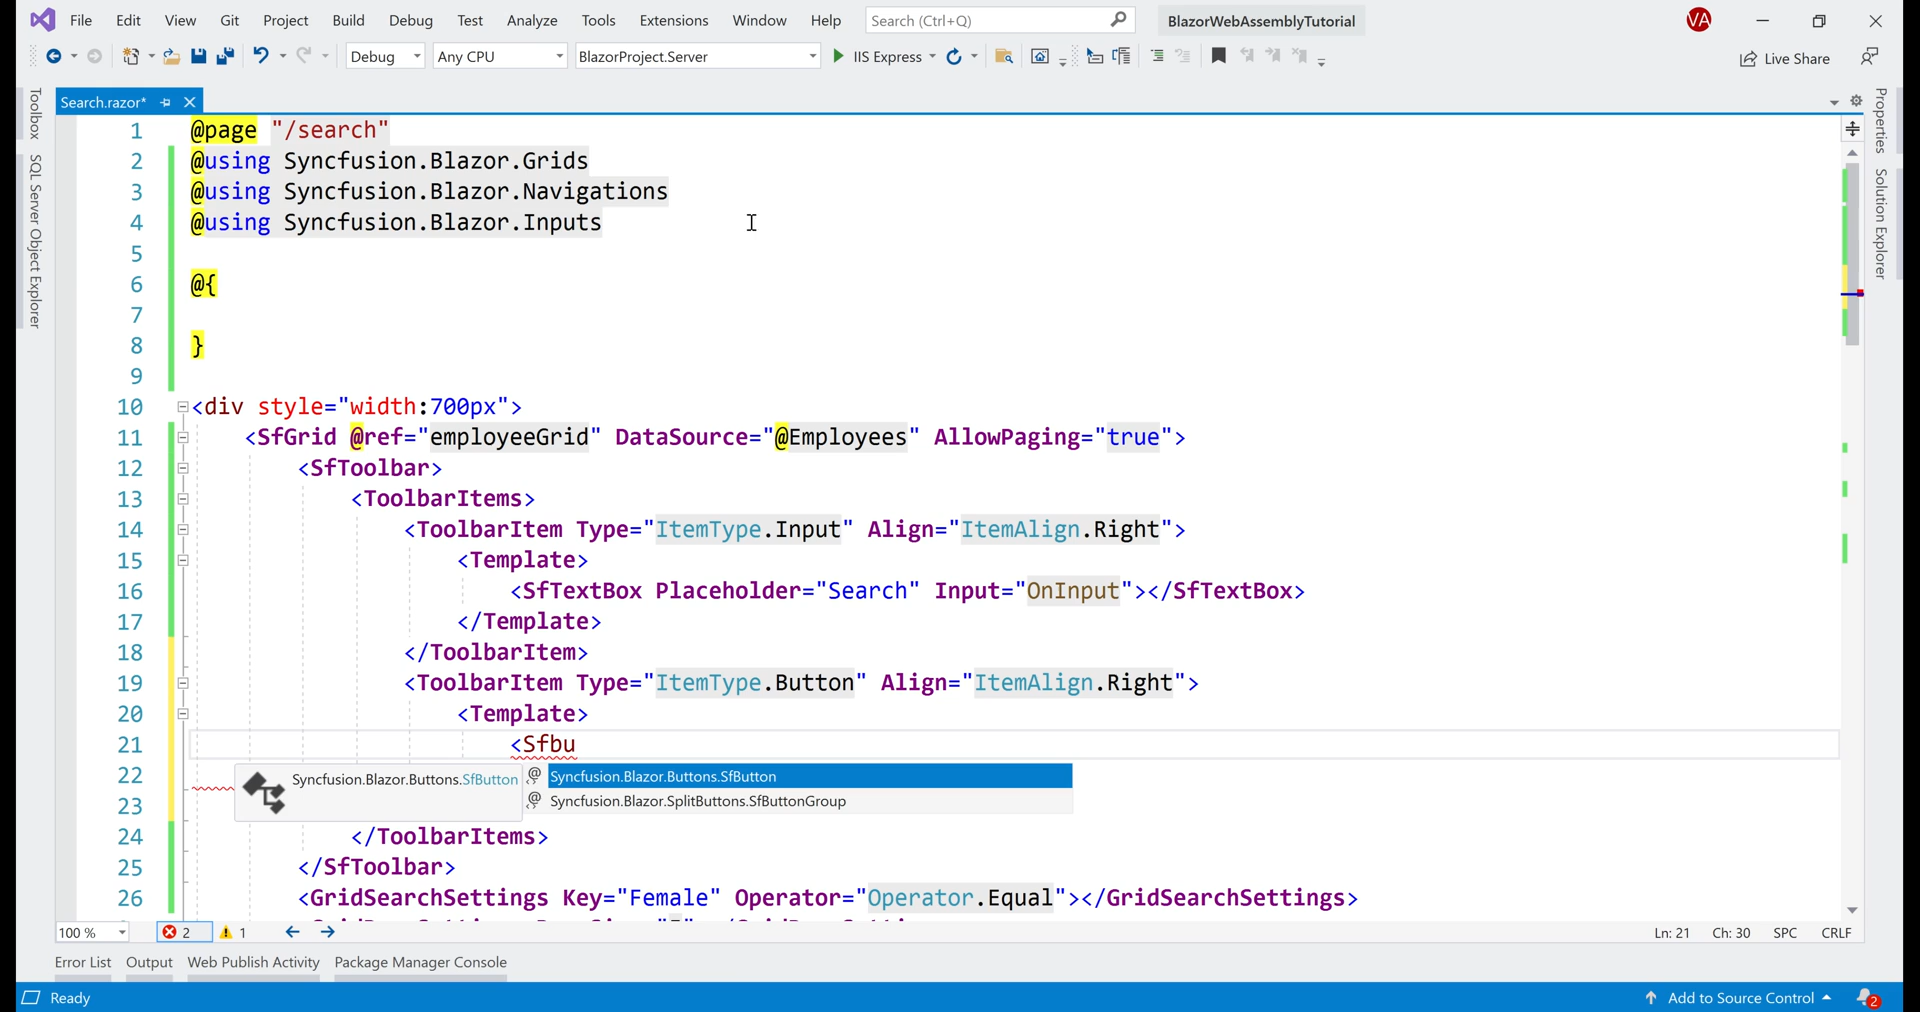 File Edit View Git Project Build Debug Test Analyze Tools Extensions Window Help Search (Ctrl+Q) BlazorWebAssemblyTutorial VA
Debug Any CPU BlazorProject.Server IIS Express Live Share
Search.razor*
Toolbox
SQL Server Object Explorer
Properties
Solution Explorer
1 @page "/search"
2 @using Syncfusion.Blazor.Grids
3 @using Syncfusion.Blazor.Navigations
4 @using Syncfusion.Blazor.Inputs
5
6 @{
7
8 }
9
10 <div style="width:700px">
11 <SfGrid @ref="employeeGrid" DataSource="@Employees" AllowPaging="true">
12 <SfToolbar>
13 <ToolbarItems>
14 <ToolbarItem Type="ItemType.Input" Align="ItemAlign.Right">
15 <Template>
16 <SfTextBox Placeholder="Search" Input="OnInput"></SfTextBox>
17 </Template>
18 </ToolbarItem>
19 <ToolbarItem Type="ItemType.Button" Align="ItemAlign.Right">
20 <Template>
21 <Sfbu
22 Syncfusion.Blazor.Buttons.SfButton Syncfusion.Blazor.Buttons.SfButton
23 Syncfusion.Blazor.SplitButtons.SfButtonGroup
24 </ToolbarItems>
25 </SfToolbar>
26 <GridSearchSettings Key="Female" Operator="Operator.Equal"></GridSearchSettings>
100 % 2 1 Ln: 21 Ch: 30 SPC CRLF
Error List Output Web Publish Activity Package Manager Console
Ready Add to Source Control 2